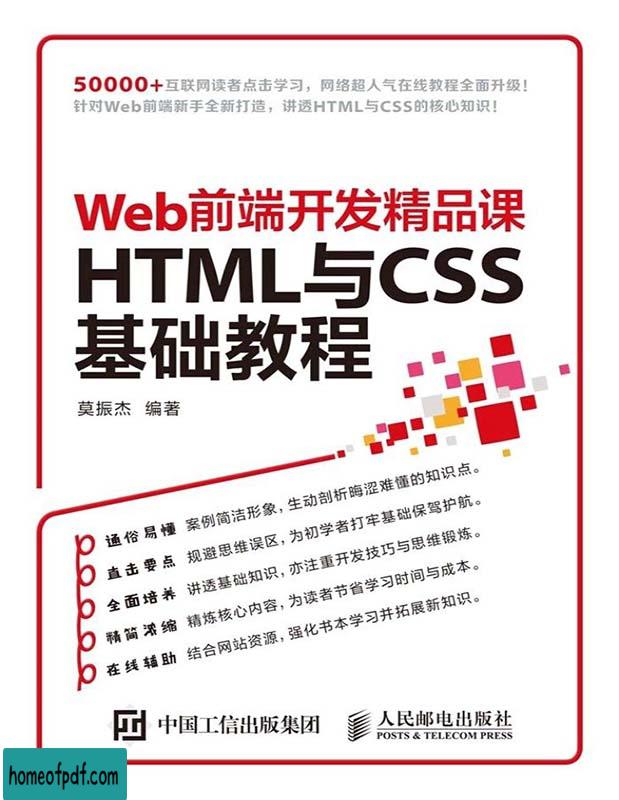 50000+互联网读者点击学习，网络超人气在线教程全面升级！
针对Web前端新手全新打造，讲透HTML与CSS的核心知识！
Web前端开发精品课
HTML与CSS
基础教程
莫振杰 编著
通俗易懂 案例简洁形象，生动剖析晦涩难懂的知识点。
直击要点 规避思维误区，为初学者打牢基础保驾护航。
全面培养 讲透基础知识，亦注重开发技巧与思维锻炼。
精简浓缩 精炼核心内容，为读者节省学习时间与成本。
在线辅助 结合网站资源，强化书本学习并拓展新知识。
中国工信出版集团 人民邮电出版社
POSTS & TELECOM PRESS
homeofpdf.com